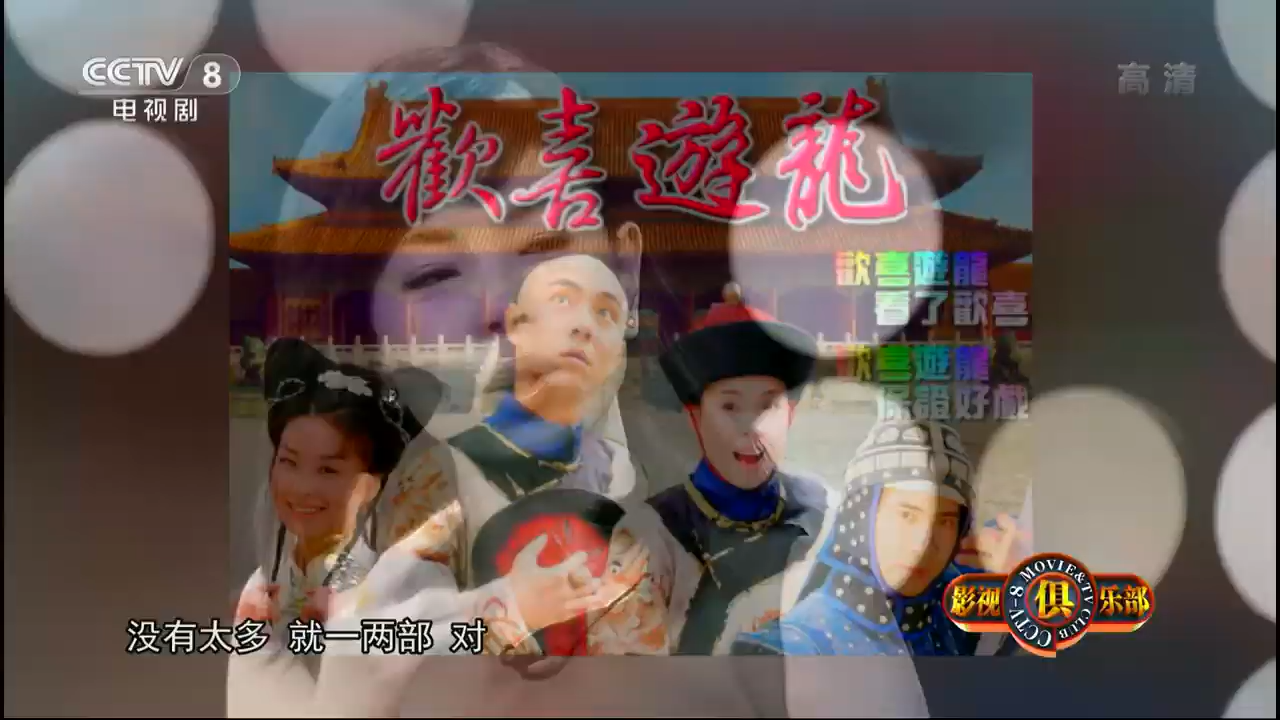 CCTV 8
高清
电视剧
歡喜遊龍
歡喜遊龍
看了歡喜
歡喜遊龍
保證好戲
MOVIE&TV CLUB
影视俱乐部
CCTV-8
没有太多 就一两部 对